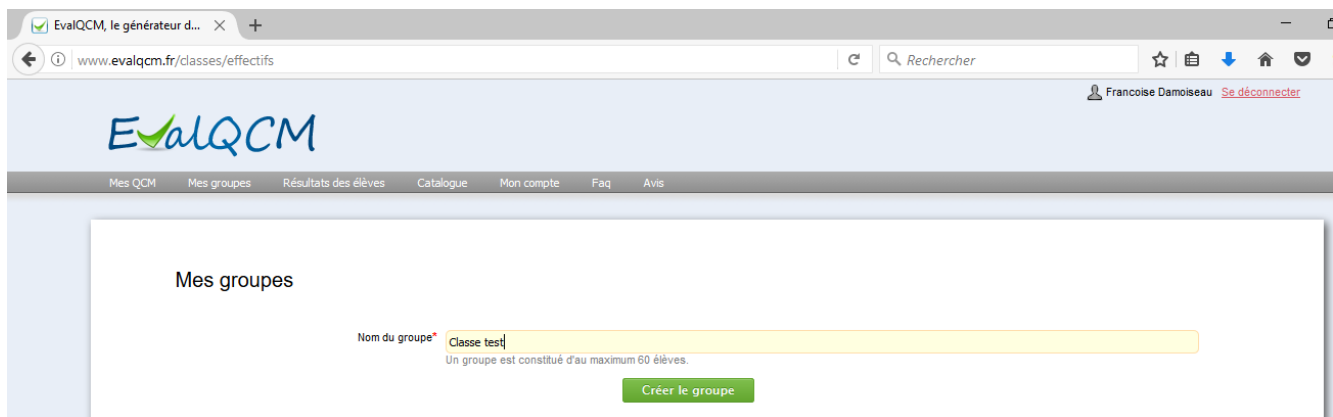 EvalQCM, le générateur d...
www.evalqcm.fr/classes/effectifs
Rechercher
Francoise Damoiseau Se déconnecter
EvalQCM
Mes QCM Mes groupes Résultats des élèves Catalogue Mon compte Faq Avis
Mes groupes
Nom du groupe* Classe test
Un groupe est constitué d'au maximum 60 élèves.
Créer le groupe